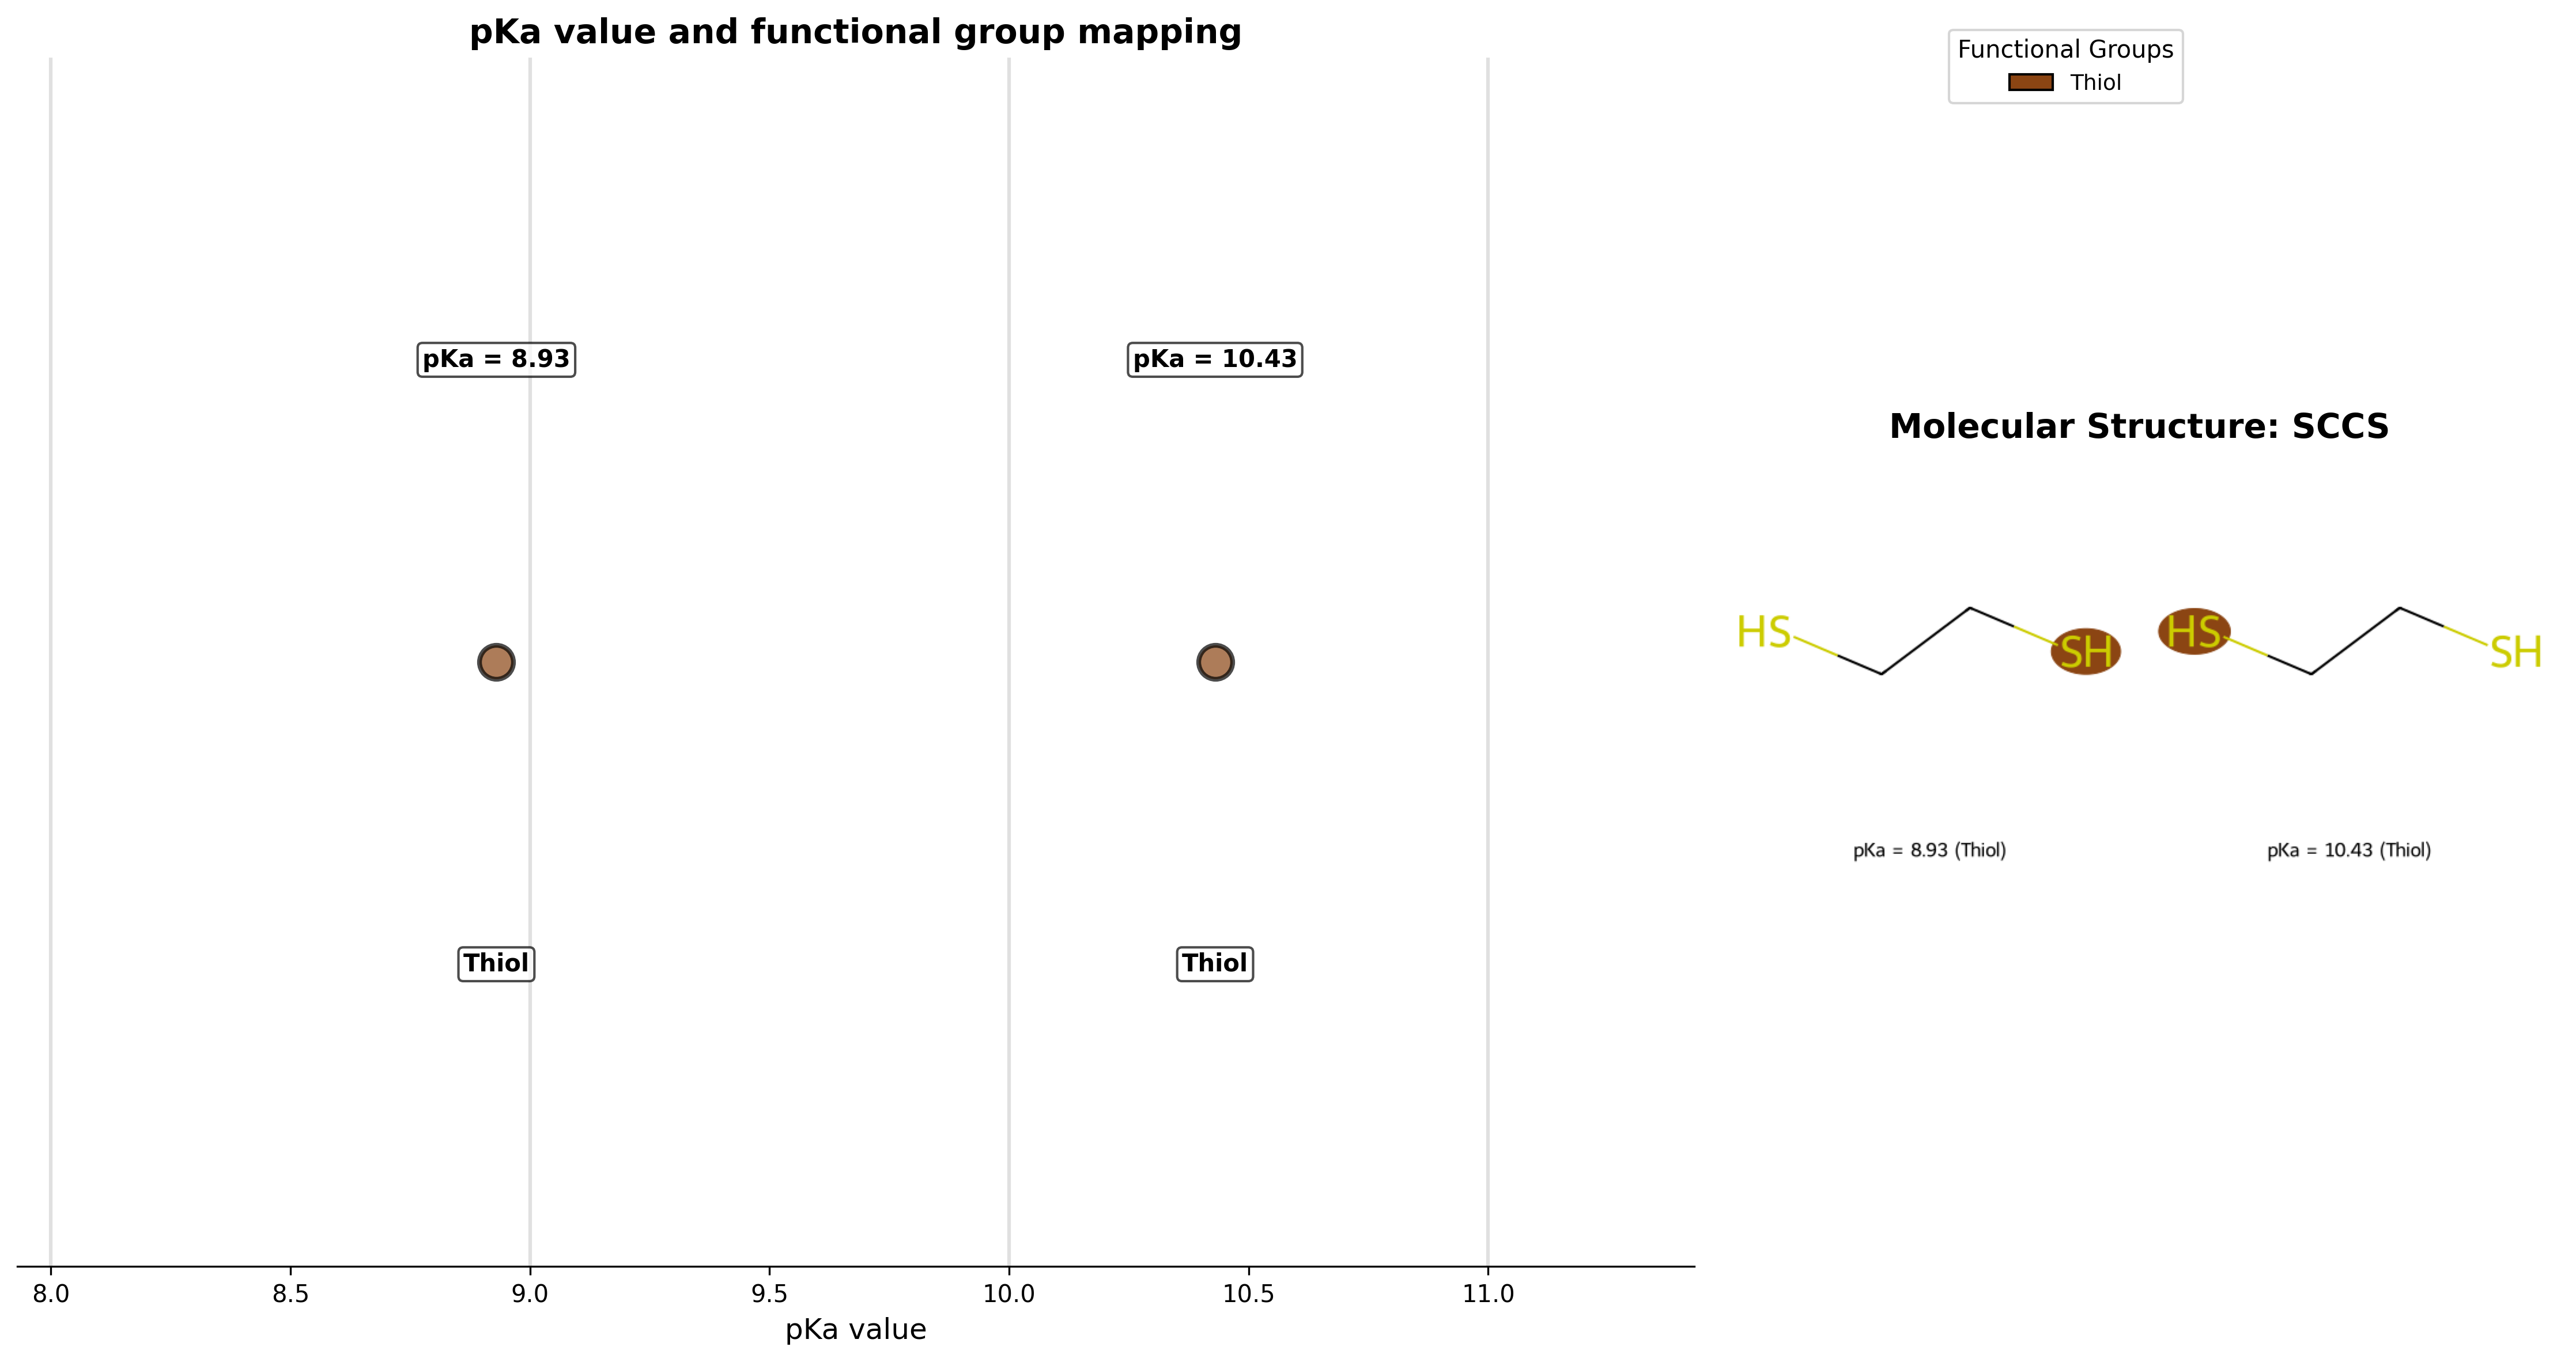 pKa value and functional group mapping
pKa = 8.93
pKa = 10.43
Thiol
Thiol
8.0
8.5
9.0
9.5
10.0
10.5
11.0
pKa value
Functional Groups
Thiol
Molecular Structure: SCCS
HS
SH
HS
SH
pKa = 8.93 (Thiol)
pKa = 10.43 (Thiol)